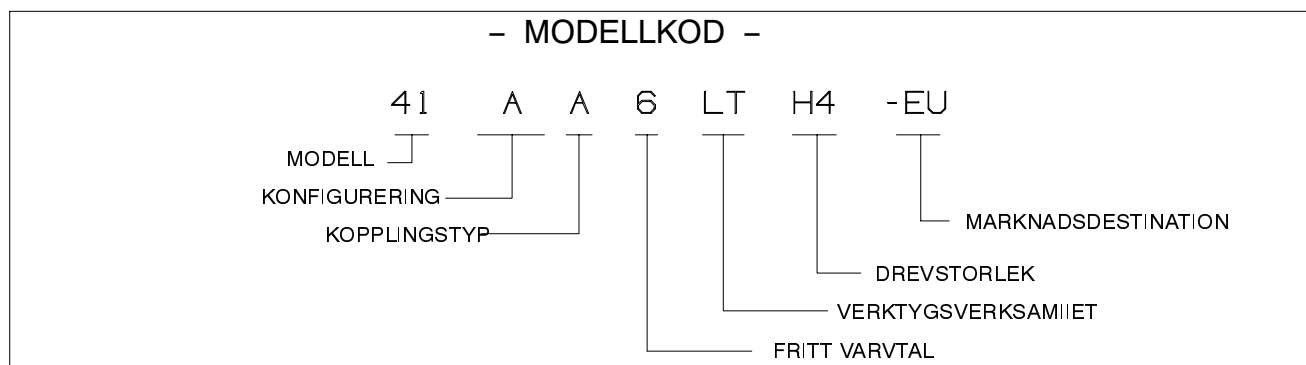 – MODELLKOD –
41 A A 6 LT H4 -EU
MODELL
KONFIGURERING
KOPPLINGSTYP
MARKNADSDESTINATION
DREVSTORLEK
VERKTYGSVERKSAMIIET
FRITT VARVTAL